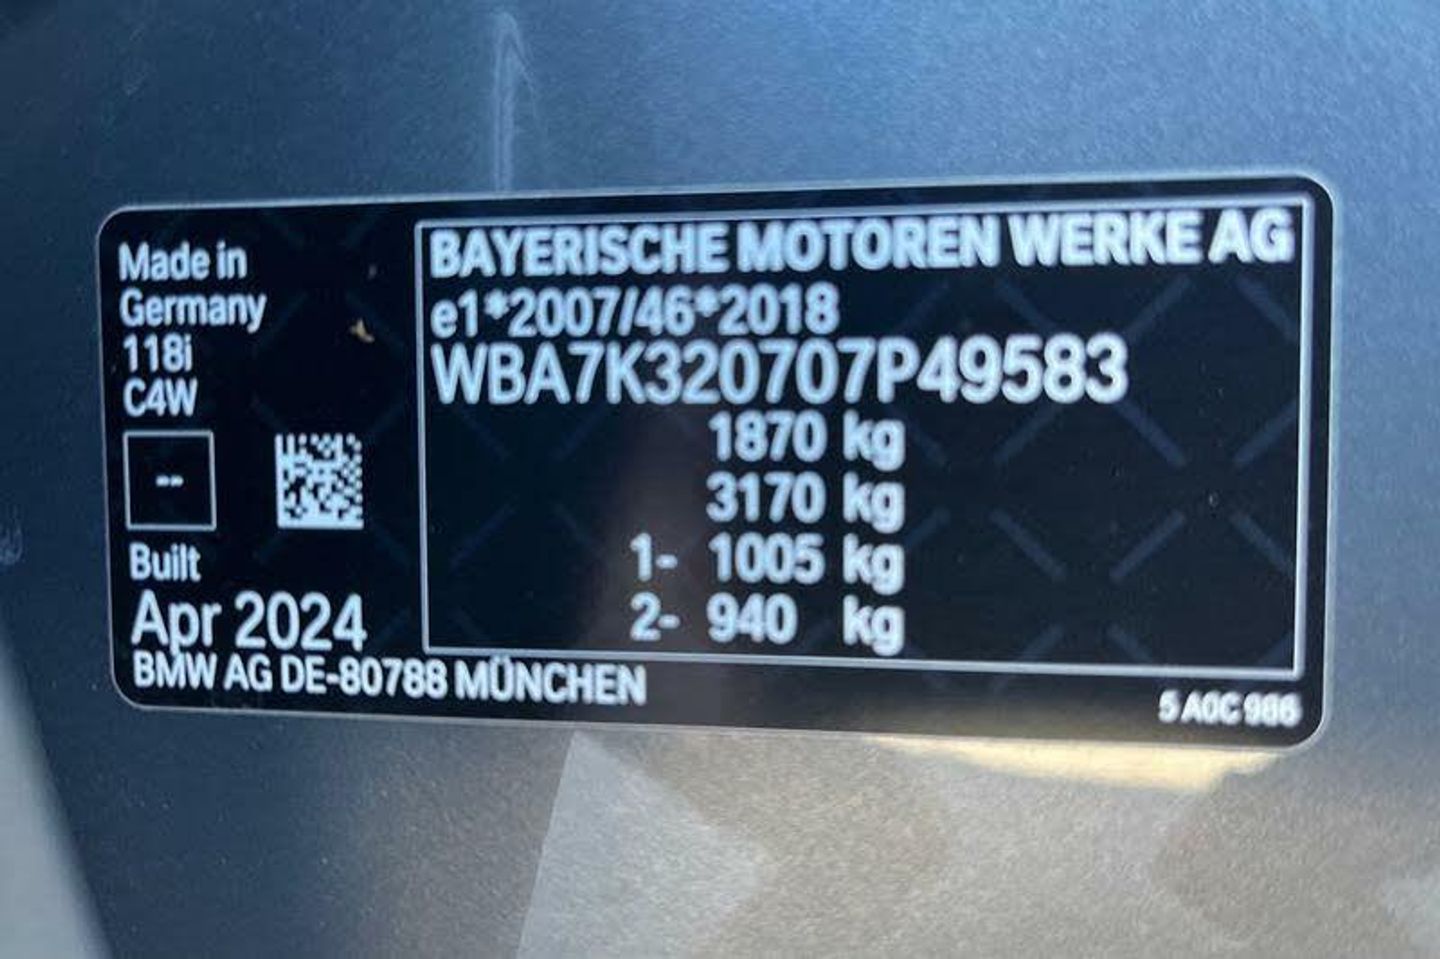 Made in
Germany
118i
C4W
--
Built
Apr 2024
BMW AG DE-80788 MÜNCHEN
BAYERISCHE MOTOREN WERKE AG
e1*2007/46*2018
WBA7K320707P49583
1870 kg
3170 kg
1- 1005 kg
2- 940 kg
5 A0C 986